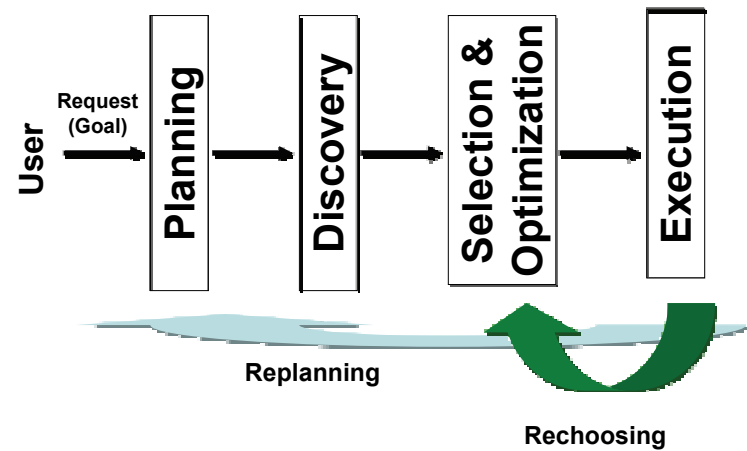 User
Request
(Goal)
Planning
Discovery
Selection &
Optimization
Execution
Replanning
Rechoosing